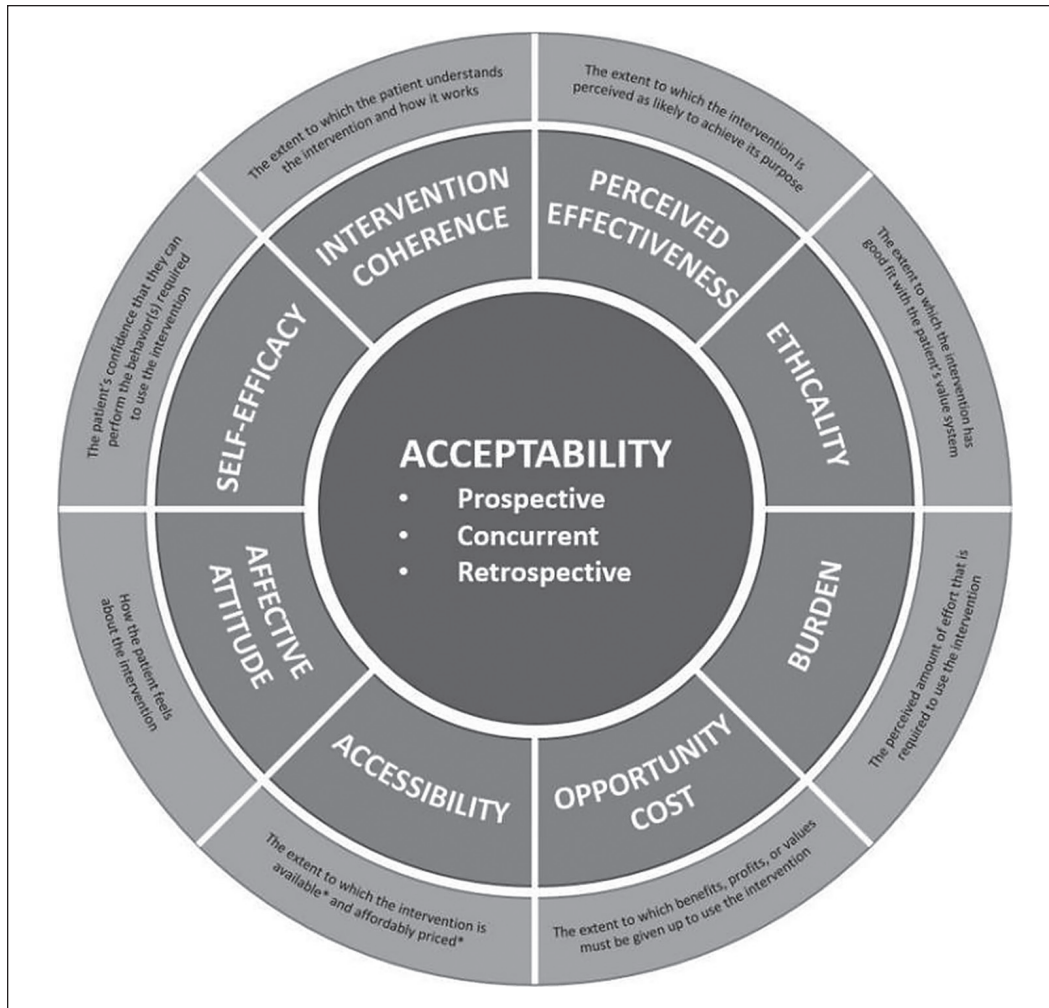 ACCEPTABILITY
• Prospective
• Concurrent
• Retrospective
PERCEIVED
EFFECTIVENESS
The extent to which the intervention is
perceived as likely to achieve its purpose
ETHICALITY
The extent to which the intervention has
good fit with the patient's value system
BURDEN
The perceived amount of effort that is
required to use the intervention
OPPORTUNITY
COST
The extent to which benefits, profits, or values
must be given up to use the intervention
ACCESSIBILITY
The extent to which the intervention is
available* and affordably priced*
AFFECTIVE
ATTITUDE
How the patient feels
about the intervention
SELF-EFFICACY
The patient's confidence that they can
perform the behavior(s) required
to use the intervention
INTERVENTION
COHERENCE
The extent to which the patient understands
the intervention and how it works